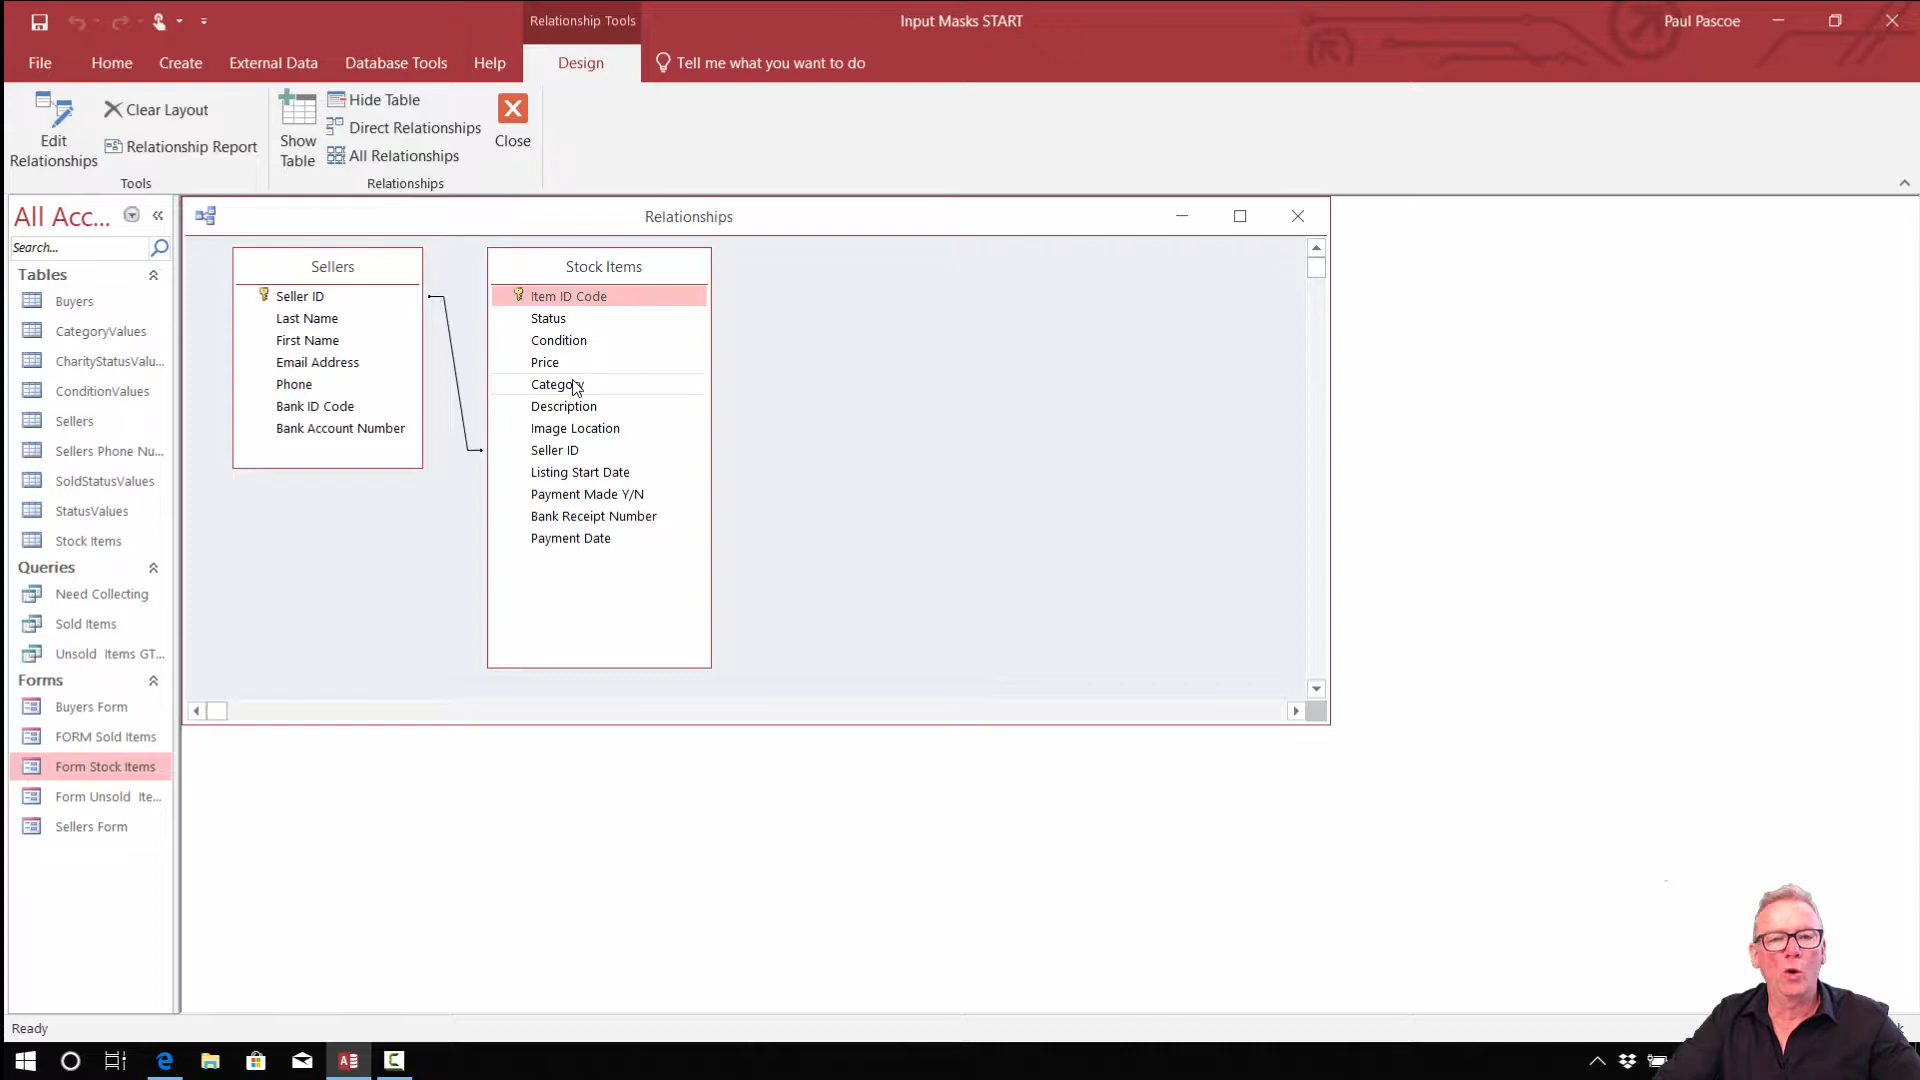 Relationship Tools
Input Masks START
Paul Pascoe
File
Home
Create
External Data
Database Tools
Help
Design
Tell me what you want to do
Edit Relationships
Clear Layout
Relationship Report
Tools
Show Table
Hide Table
Direct Relationships
All Relationships
Relationships
Close
All Acc...
Search...
Tables
Buyers
CategoryValues
CharityStatusValu...
ConditionValues
Sellers
Sellers Phone Nu...
SoldStatusValues
StatusValues
Stock Items
Queries
Need Collecting
Sold Items
Unsold Items GT...
Forms
Buyers Form
FORM Sold Items
Form Stock Items
Form Unsold Ite...
Sellers Form
Relationships
Sellers
Seller ID
Last Name
First Name
Email Address
Phone
Bank ID Code
Bank Account Number
Stock Items
Item ID Code
Status
Condition
Price
Category
Description
Image Location
Seller ID
Listing Start Date
Payment Made Y/N
Bank Receipt Number
Payment Date
Ready